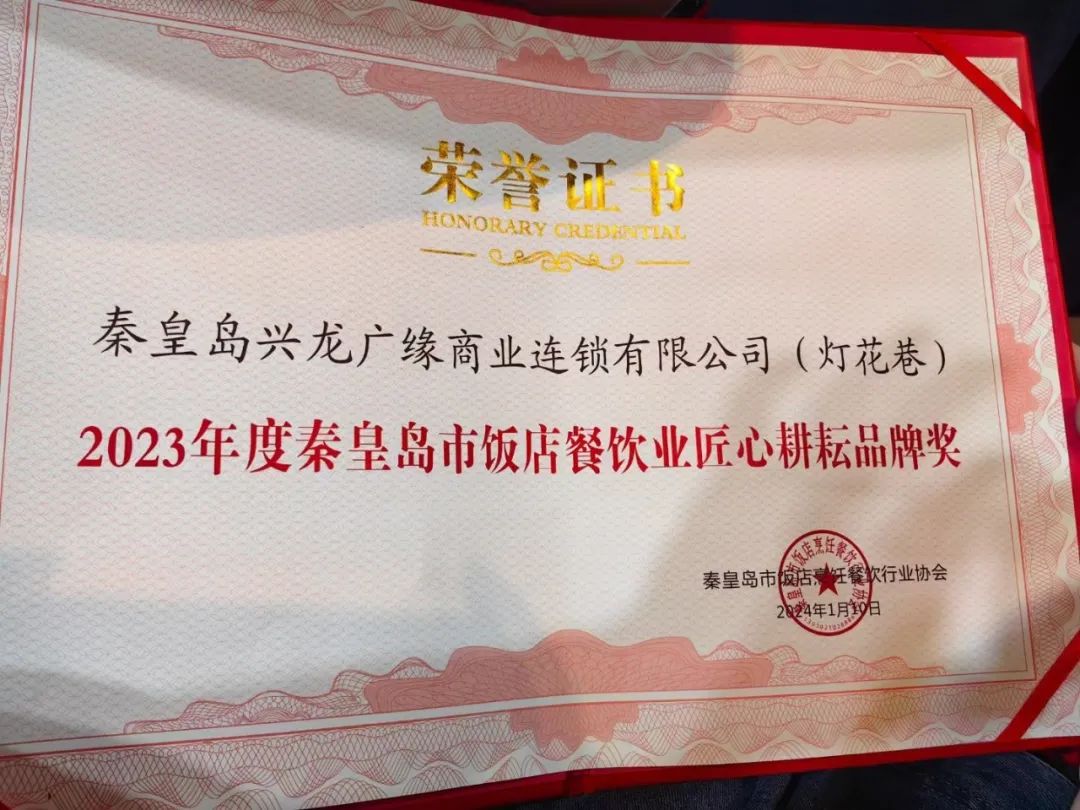 荣誉证书
HONORARY CREDENTIAL
秦皇岛兴龙广缘商业连锁有限公司（灯花巷）
2023年度秦皇岛市饭店餐饮业匠心耕耘品牌奖
秦皇岛市饭店烹饪餐饮行业协会
2024年1月10日